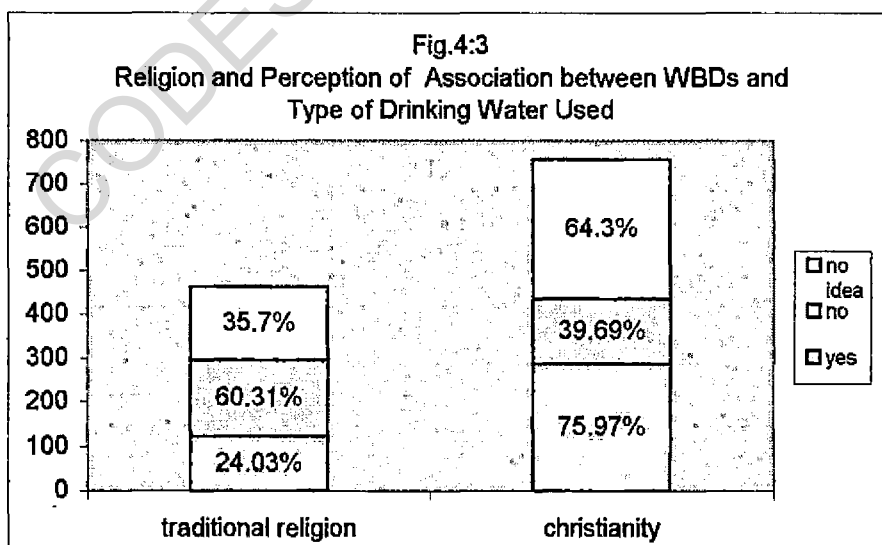 CODES
Fig.4:3
Religion and Perception of Association between WBDs and
Type of Drinking Water Used
800
700
600
500
400
300
200
100
0
35.7%
60.31%
24.03%
64.3%
39,69%
75,97%
traditional religion
christianity
no
idea
no
yes